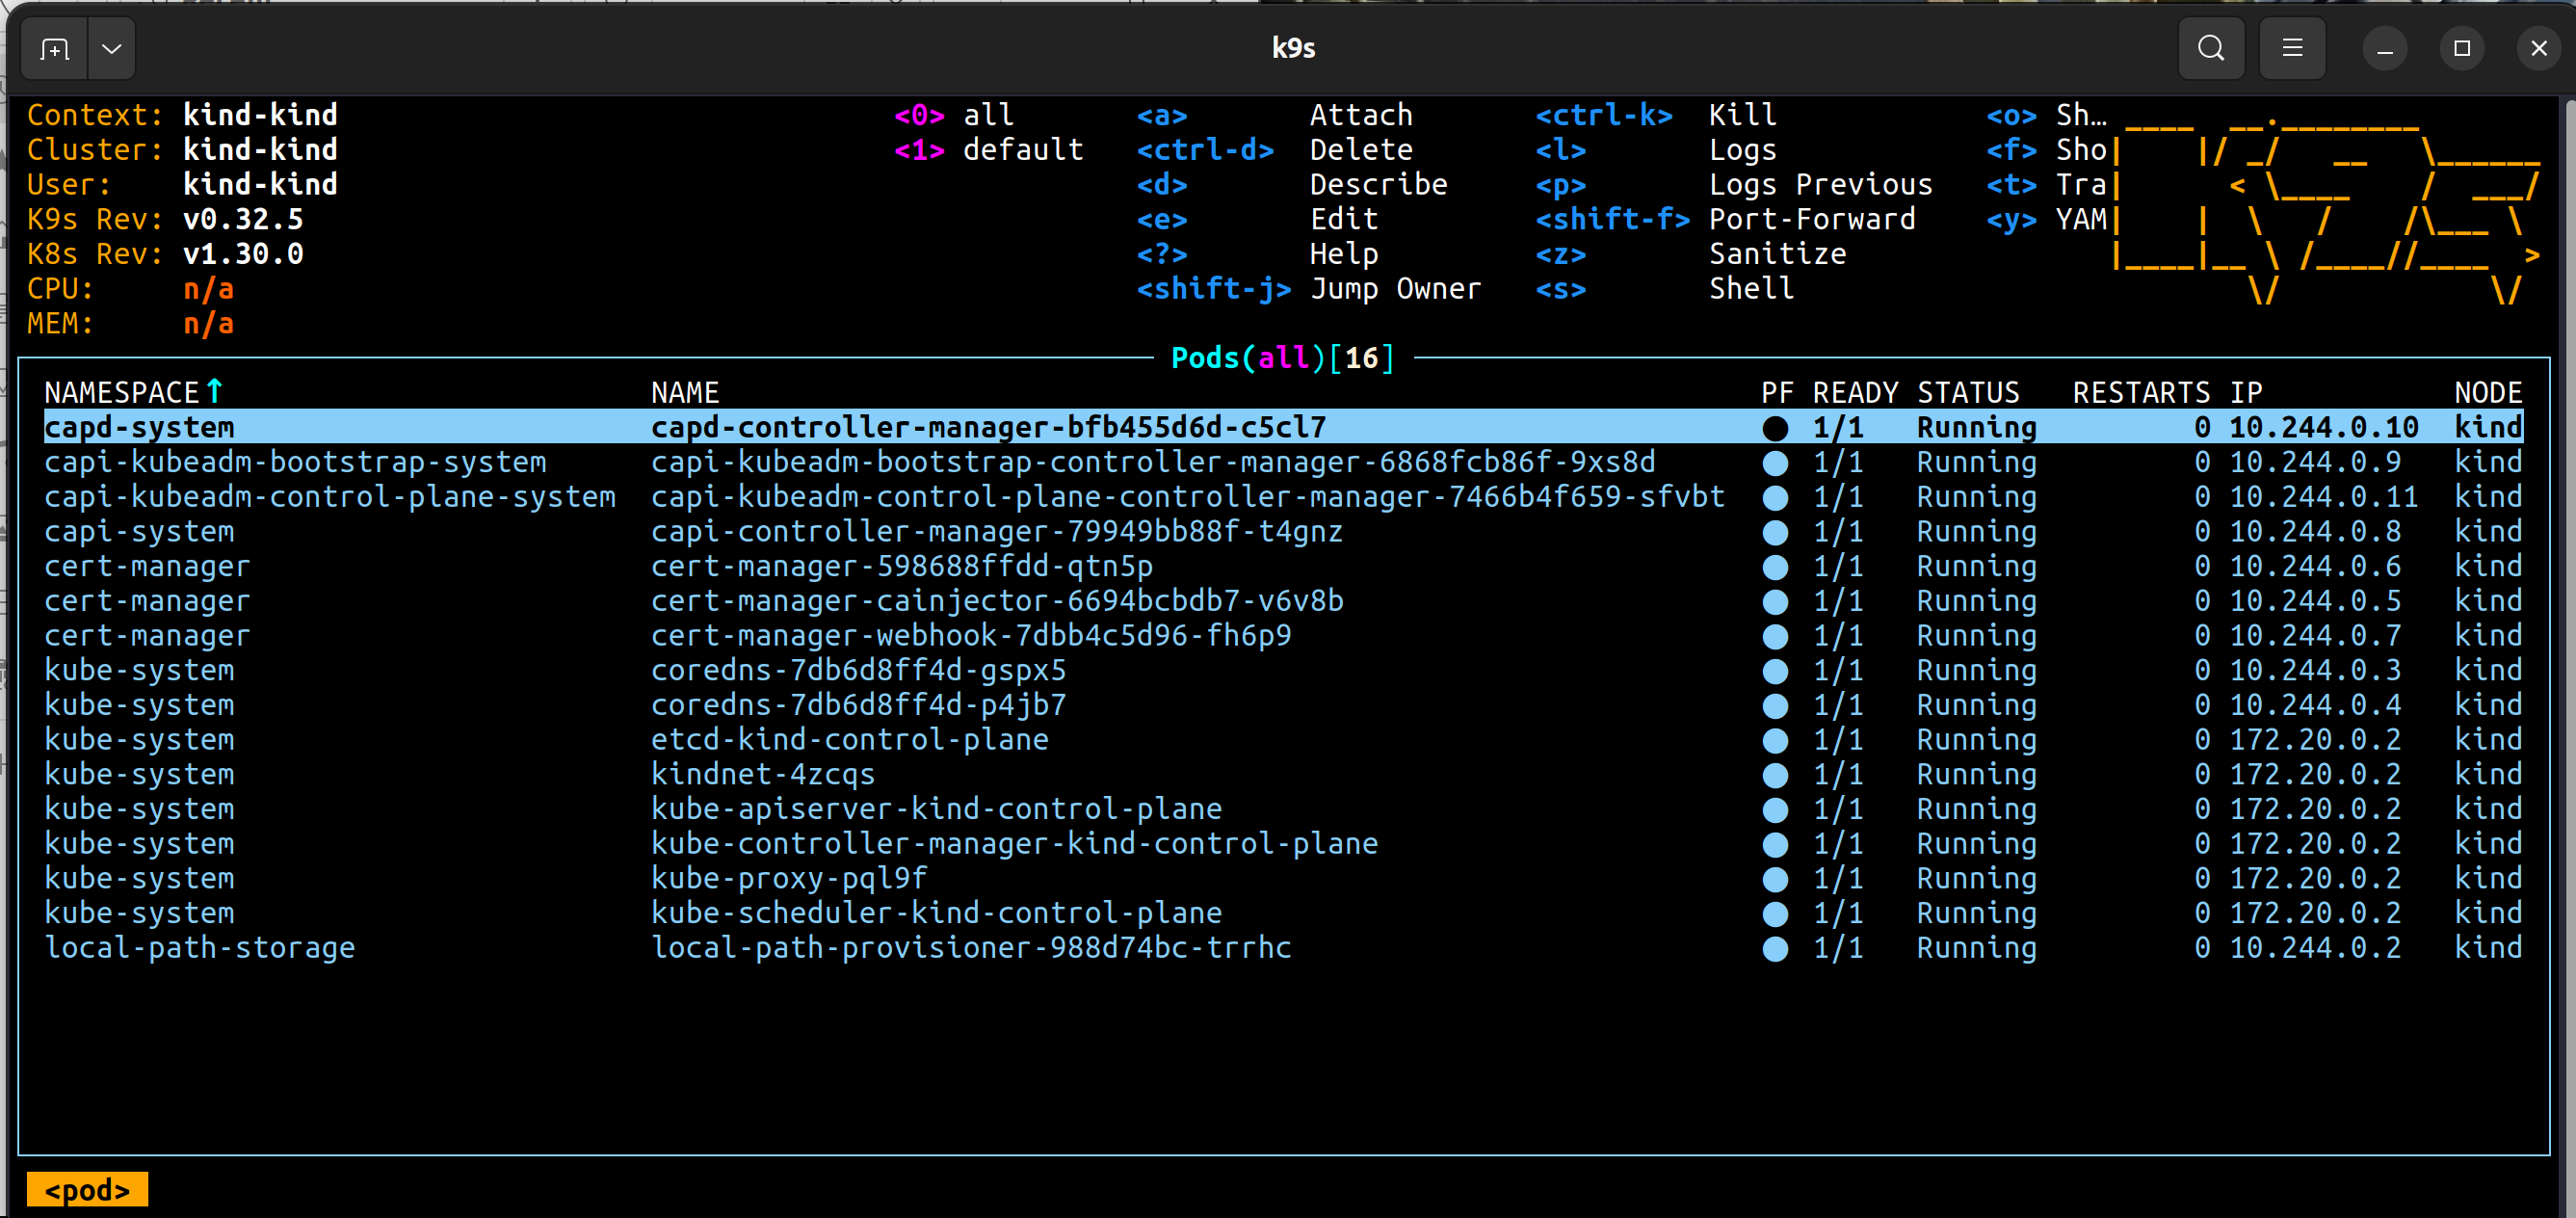 k9s
Context: kind-kind <0> all <a> Attach <ctrl-k> Kill <o> Sh…
Cluster: kind-kind <1> default <ctrl-d> Delete <l> Logs <f> Sho
User: kind-kind <d> Describe <p> Logs Previous <t> Tra
K9s Rev: v0.32.5 <e> Edit <shift-f> Port-Forward <y> YAM
K8s Rev: v1.30.0 <?> Help <z> Sanitize
CPU: n/a <shift-j> Jump Owner <s> Shell
MEM: n/a
Pods(all)[16]
NAMESPACE↑ NAME PF READY STATUS RESTARTS IP NODE
capd-system capd-controller-manager-bfb455d6d-c5cl7 ● 1/1 Running 0 10.244.0.10 kind
capi-kubeadm-bootstrap-system capi-kubeadm-bootstrap-controller-manager-6868fcb86f-9xs8d ● 1/1 Running 0 10.244.0.9 kind
capi-kubeadm-control-plane-system capi-kubeadm-control-plane-controller-manager-7466b4f659-sfvbt ● 1/1 Running 0 10.244.0.11 kind
capi-system capi-controller-manager-79949bb88f-t4gnz ● 1/1 Running 0 10.244.0.8 kind
cert-manager cert-manager-598688ffdd-qtn5p ● 1/1 Running 0 10.244.0.6 kind
cert-manager cert-manager-cainjector-6694bcbdb7-v6v8b ● 1/1 Running 0 10.244.0.5 kind
cert-manager cert-manager-webhook-7dbb4c5d96-fh6p9 ● 1/1 Running 0 10.244.0.7 kind
kube-system coredns-7db6d8ff4d-gspx5 ● 1/1 Running 0 10.244.0.3 kind
kube-system coredns-7db6d8ff4d-p4jb7 ● 1/1 Running 0 10.244.0.4 kind
kube-system etcd-kind-control-plane ● 1/1 Running 0 172.20.0.2 kind
kube-system kindnet-4zcqs ● 1/1 Running 0 172.20.0.2 kind
kube-system kube-apiserver-kind-control-plane ● 1/1 Running 0 172.20.0.2 kind
kube-system kube-controller-manager-kind-control-plane ● 1/1 Running 0 172.20.0.2 kind
kube-system kube-proxy-pql9f ● 1/1 Running 0 172.20.0.2 kind
kube-system kube-scheduler-kind-control-plane ● 1/1 Running 0 172.20.0.2 kind
local-path-storage local-path-provisioner-988d74bc-trrhc ● 1/1 Running 0 10.244.0.2 kind
<pod>